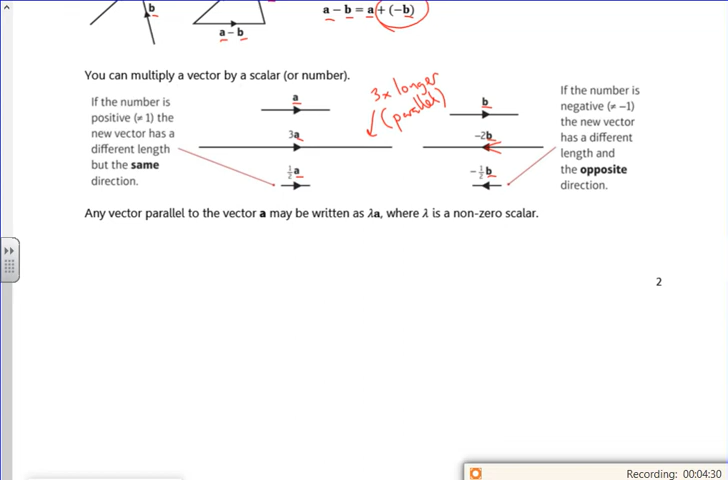 b
a - b
a - b = a + (-b)
You can multiply a vector by a scalar (or number).
If the number is
positive (≠ 1) the
new vector has a
different length
but the same
direction.
a
3a
½a
3x longer
(parallel)
b
-2b
-½b
If the number is
negative (≠ −1)
the new vector
has a different
length and
the opposite
direction.
Any vector parallel to the vector a may be written as λa, where λ is a non-zero scalar.
2
Recording: 00:04:30